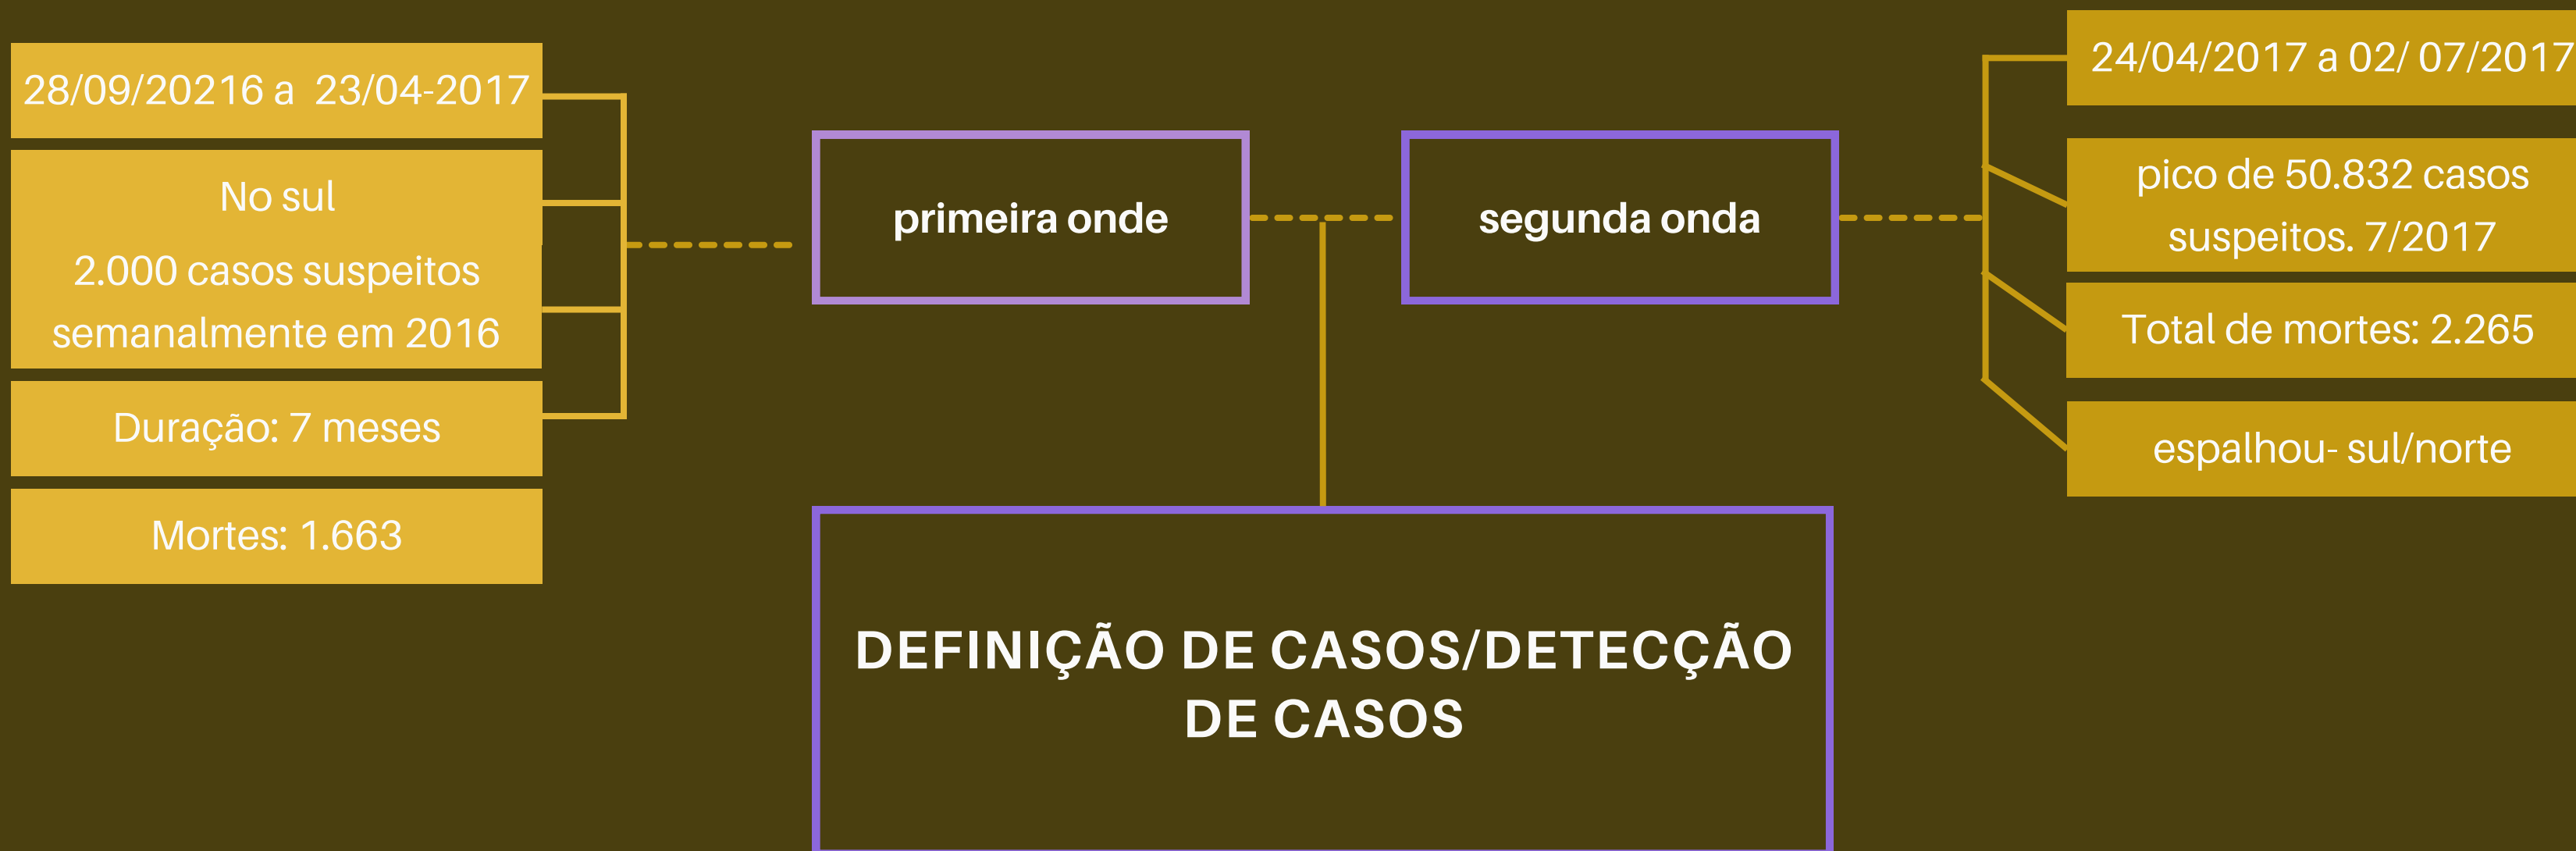 28/09/20216 a  23/04-2017
No sul
2.000 casos suspeitos
semanalmente em 2016
Duração: 7 meses
Mortes: 1.663
primeira onde
segunda onda
24/04/2017 a 02/ 07/2017
pico de 50.832 casos
suspeitos. 7/2017
Total de mortes: 2.265
espalhou- sul/norte
DEFINIÇÃO DE CASOS/DETECÇÃO
DE CASOS